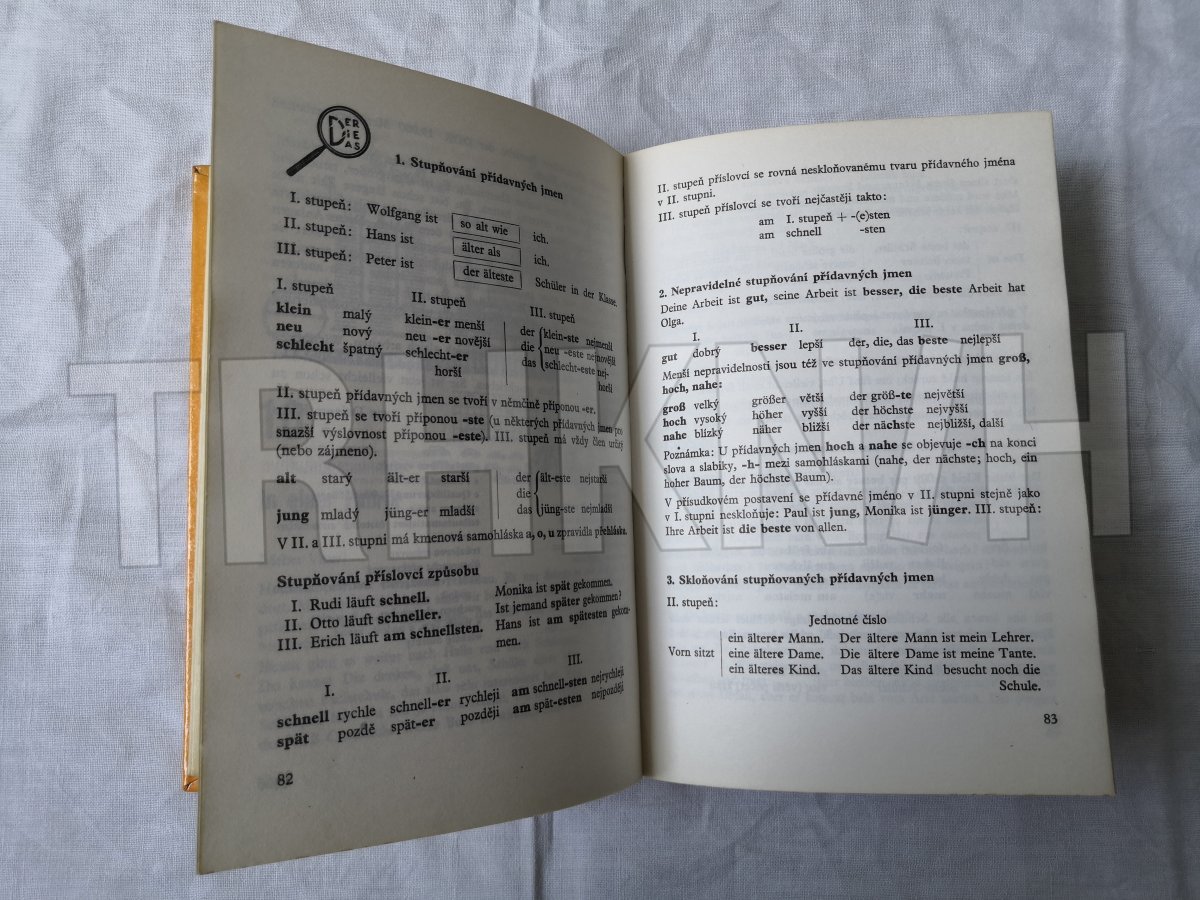 DER
DIE
DAS
1. Stupňování přídavných jmen
I. stupeň: Wolfgang ist so alt wie ich.
II. stupeň: Hans ist älter als ich.
III. stupeň: Peter ist der älteste Schüler in der Klasse.
I. stupeň II. stupeň III. stupeň
klein malý klein-er menší der klein-ste nejmenší
neu nový neu -er novější die neu -este nejnovější
schlecht špatný schlecht-er das schlecht-este nej-
horší horší
II. stupeň přídavných jmen se tvoří v němčině příponou -er.
III. stupeň se tvoří příponou -ste (u některých přídavných jmen pro
snazší výslovnost příponou -este). III. stupeň má vždy člen určitý
(nebo zájmeno).
alt starý ält-er starší der ält-este nejstarší
die
jung mladý jüng-er mladší das jüng-ste nejmladší
V II. a III. stupni má kmenová samohláska a, o, u zpravidla přehlásku.
Stupňování příslovcí způsobu
I. Rudi läuft schnell. Monika ist spät gekommen.
II. Otto läuft schneller. Ist jemand später gekommen?
III. Erich läuft am schnellsten. Hans ist am spätesten gekom-
men.
I. II. III.
schnell rychle schnell-er rychleji am schnell-sten nejrychleji
spät pozdě spät-er později am spät-esten nejpozději
82
II. stupeň příslovcí se rovná neskloňovanému tvaru přídavného jména
v II. stupni.
III. stupeň příslovcí se tvoří nejčastěji takto:
am I. stupeň + -(e)sten
am schnell -sten
2. Nepravidelné stupňování přídavných jmen
Deine Arbeit ist gut, seine Arbeit ist besser, die beste Arbeit hat
Olga.
I. II. III.
gut dobrý besser lepší der, die, das beste nejlepší
Menší nepravidelnosti jsou též ve stupňování přídavných jmen groß,
hoch, nahe:
groß velký größer větší der größ-te největší
hoch vysoký höher vyšší der höchste nejvyšší
nahe blízký näher bližší der nächste nejbližší, další
Poznámka: U přídavných jmen hoch a nahe se objevuje -ch na konci
slova a slabiky, -h- mezi samohláskami (nahe, der nächste; hoch, ein
hoher Baum, der höchste Baum).
V přísudkovém postavení se přídavné jméno v II. stupni stejně jako
v I. stupni neskloňuje: Paul ist jung, Monika ist jünger. III. stupeň:
Ihre Arbeit ist die beste von allen.
3. Skloňování stupňovaných přídavných jmen
II. stupeň:
Jednotné číslo
ein älterer Mann. Der ältere Mann ist mein Lehrer.
Vorn sitzt eine ältere Dame. Die ältere Dame ist meine Tante.
ein älteres Kind. Das ältere Kind besucht noch die
Schule.
83
TRHKNIH